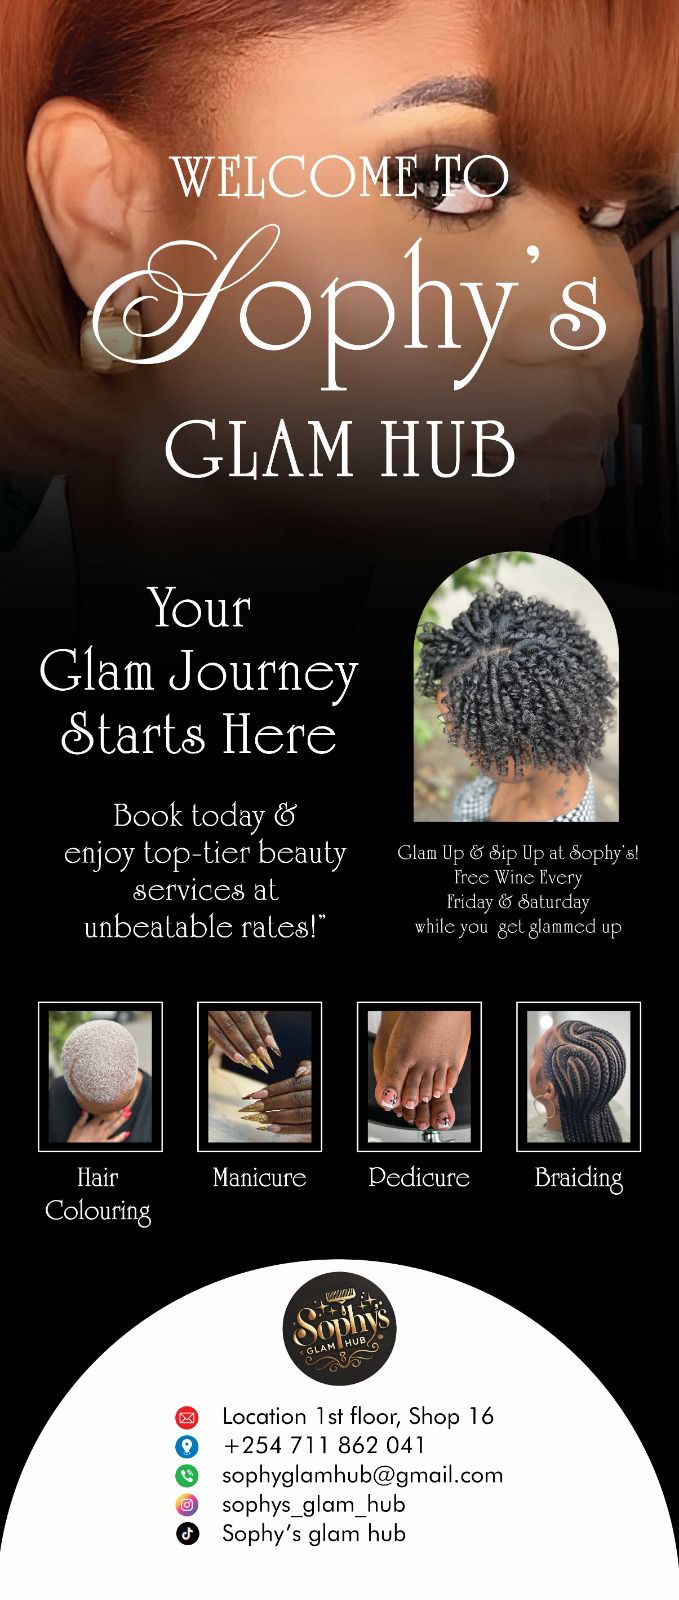 WELCOME TO
Sophy's
GLAM HUB
Your
Glam Journey
Starts Here
Book today &
enjoy top-tier beauty
services at
unbeatable rates!"
Glam Up & Sip Up at Sophy's!
Free Wine Every
Friday & Saturday
while you get glammed up
Hair
Colouring
Manicure
Pedicure
Braiding
Sophy's
GLAM HUB
Location 1st floor, Shop 16
+254 711 862 041
sophyglamhub@gmail.com
sophys_glam_hub
Sophy's glam hub